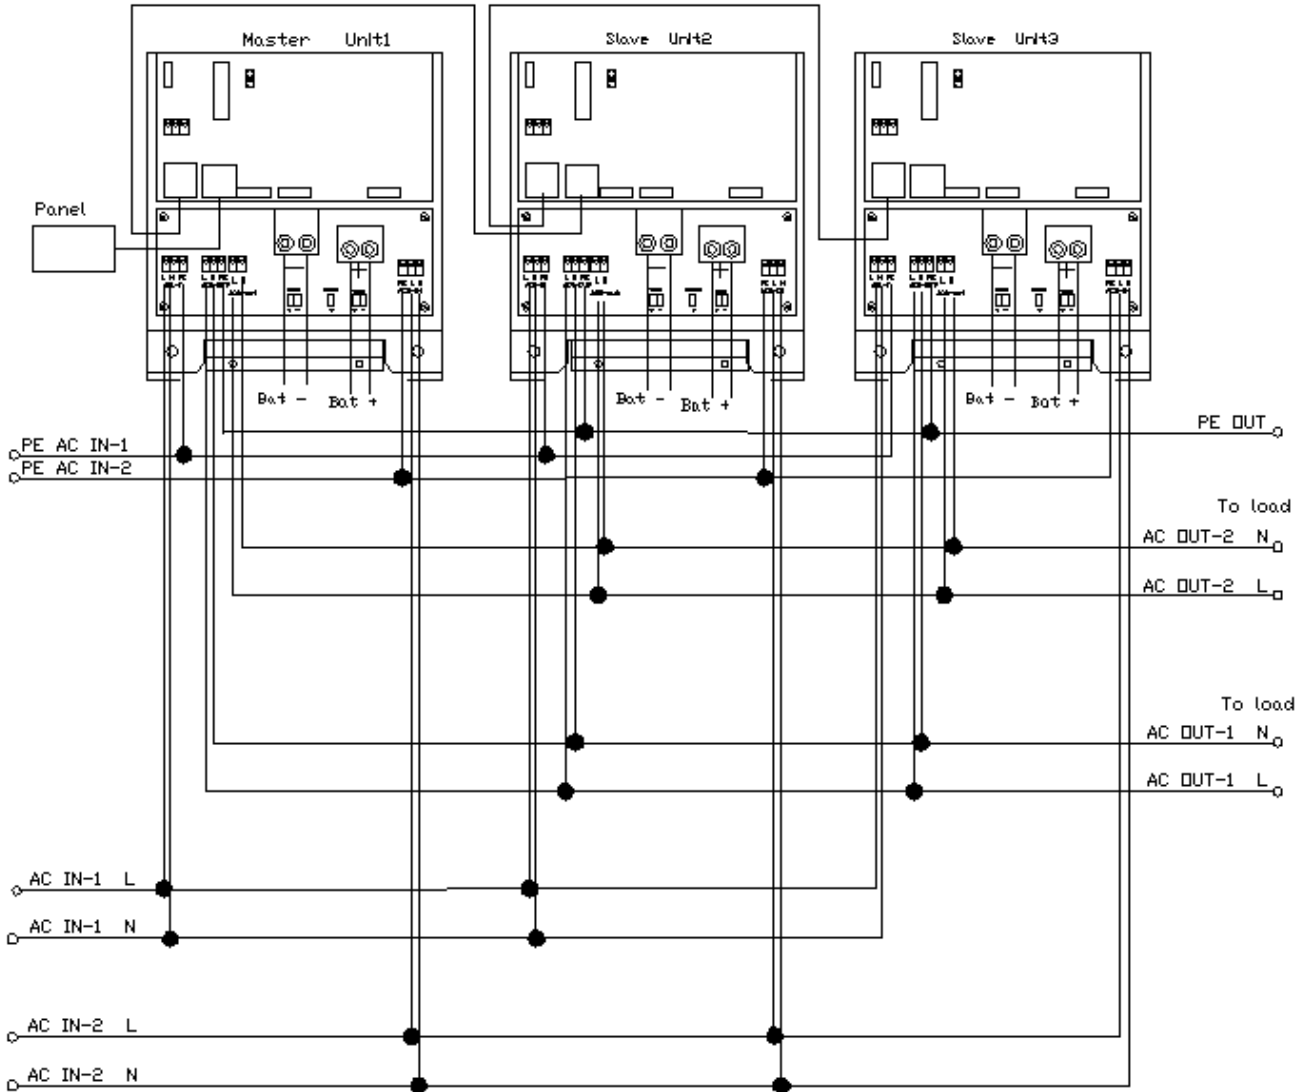 Master Unit1
Slave Unit2
Slave Unit3
Panel
Bat - Bat +
Bat - Bat +
Bat - Bat +
PE OUT
PE AC IN-1
PE AC IN-2
To load
AC OUT-2 N
AC OUT-2 L
To load
AC OUT-1 N
AC OUT-1 L
AC IN-1 L
AC IN-1 N
AC IN-2 L
AC IN-2 N